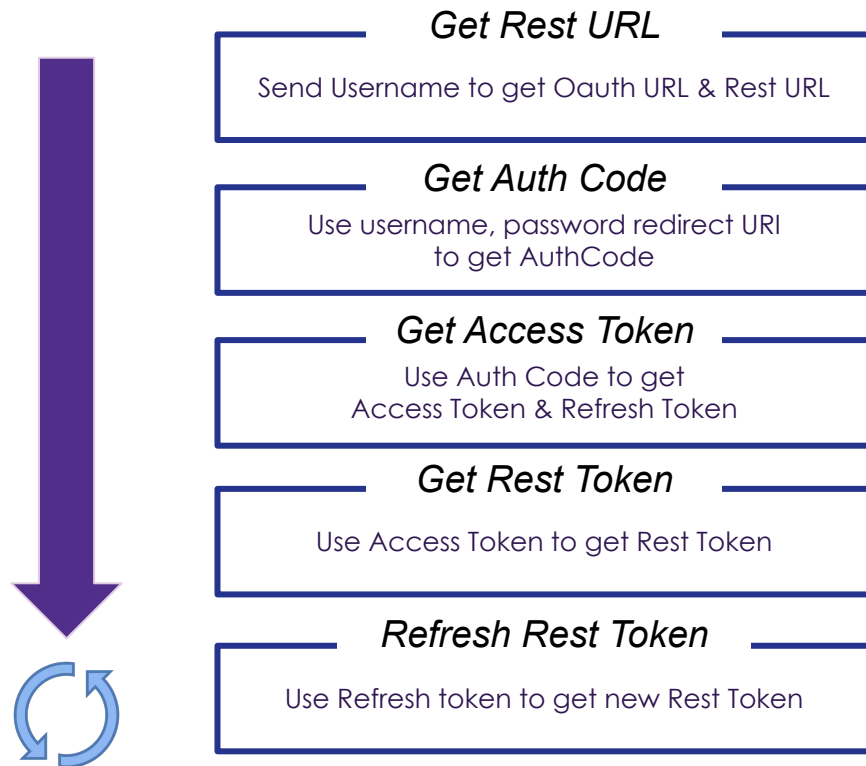 Get Rest URL
Send Username to get Oauth URL & Rest URL
Get Auth Code
Use username, password redirect URI
to get AuthCode
Get Access Token
Use Auth Code to get
Access Token & Refresh Token
Get Rest Token
Use Access Token to get Rest Token
Refresh Rest Token
Use Refresh token to get new Rest Token